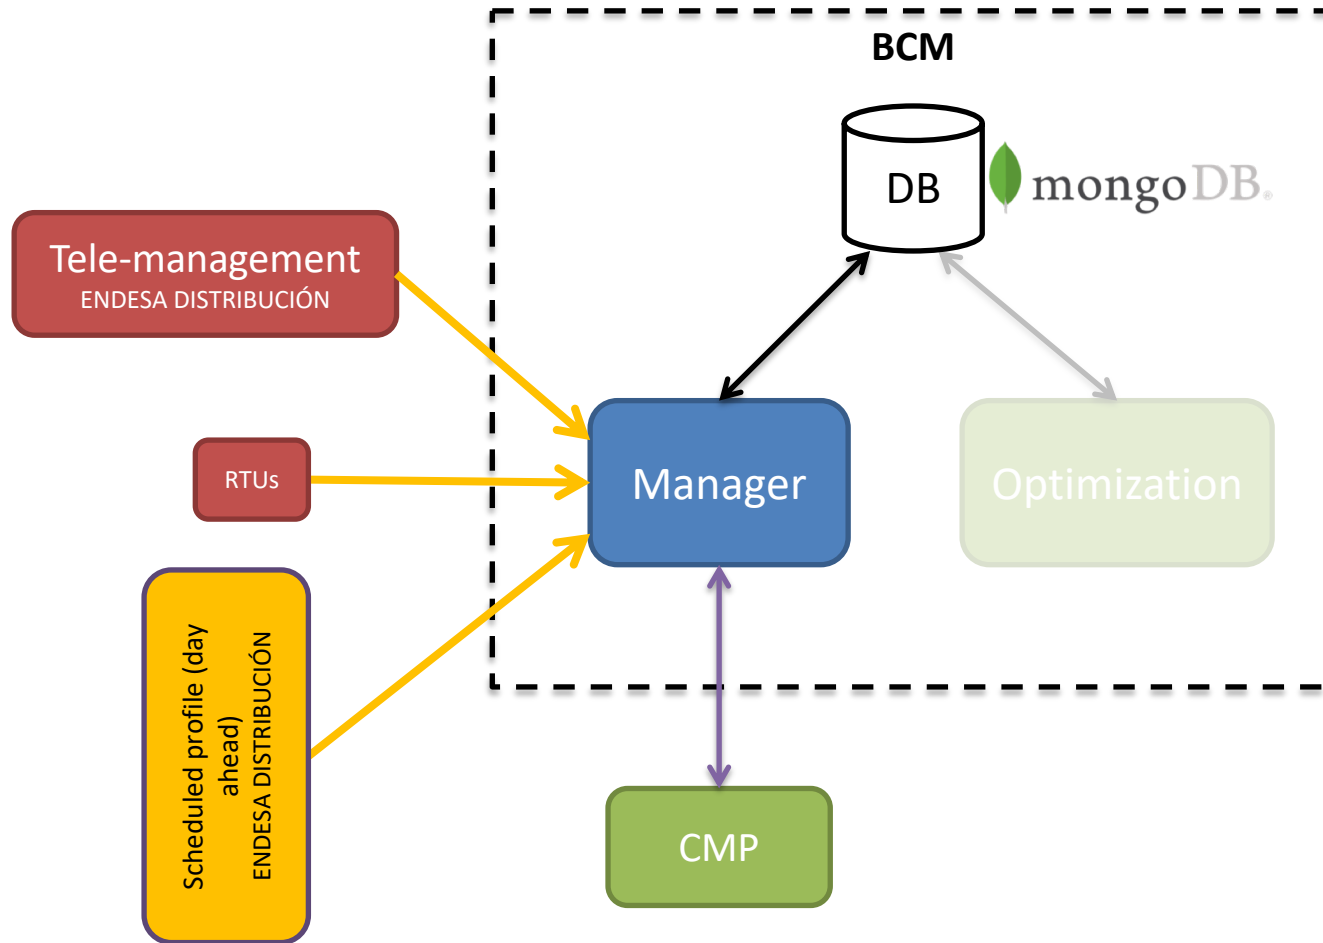 BCM
DB
mongoDB®
Tele-management
ENDESA DISTRIBUCIÓN
RTUs
Manager
Optimization
Scheduled profile (day
ahead)
ENDESA DISTRIBUCIÓN
CMP